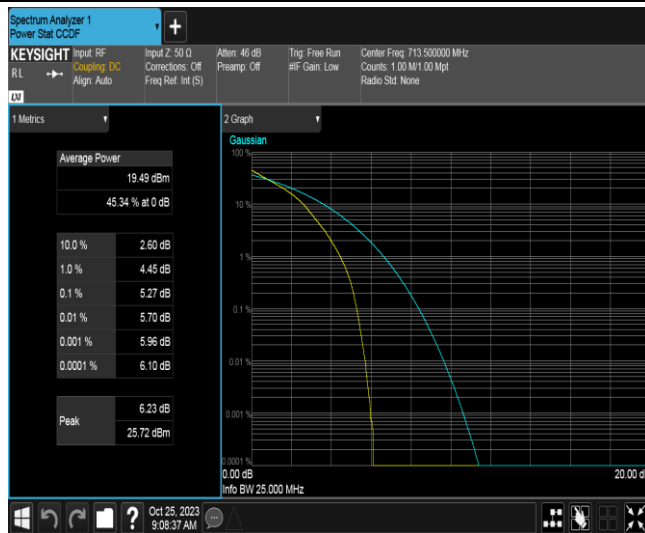 Spectrum Analyzer 1
Power Stat CCDF
+
KEYSIGHT
RL
Input: RF
Coupling: DC
Align: Auto
Input Z: 50 Ω
Corrections: Off
Freq Ref: Int (S)
Atten: 46 dB
Preamp: Off
Trig: Free Run
#IF Gain: Low
Center Freq: 713.500000 MHz
Counts: 1.00 M/1.00 Mpt
Radio Std: None
1 Metrics
Average Power
19.49 dBm
45.34 % at 0 dB
10.0 % 2.60 dB
1.0 % 4.45 dB
0.1 % 5.27 dB
0.01 % 5.70 dB
0.001 % 5.96 dB
0.0001 % 6.10 dB
Peak
6.23 dB
25.72 dBm
2 Graph
Gaussian
100 %
10 %
1 %
0.1 %
0.01 %
0.001 %
0.0001 %
0.00 dB
20.00 d
Info BW 25.000 MHz
?
Oct 25, 2023
9:08:37 AM